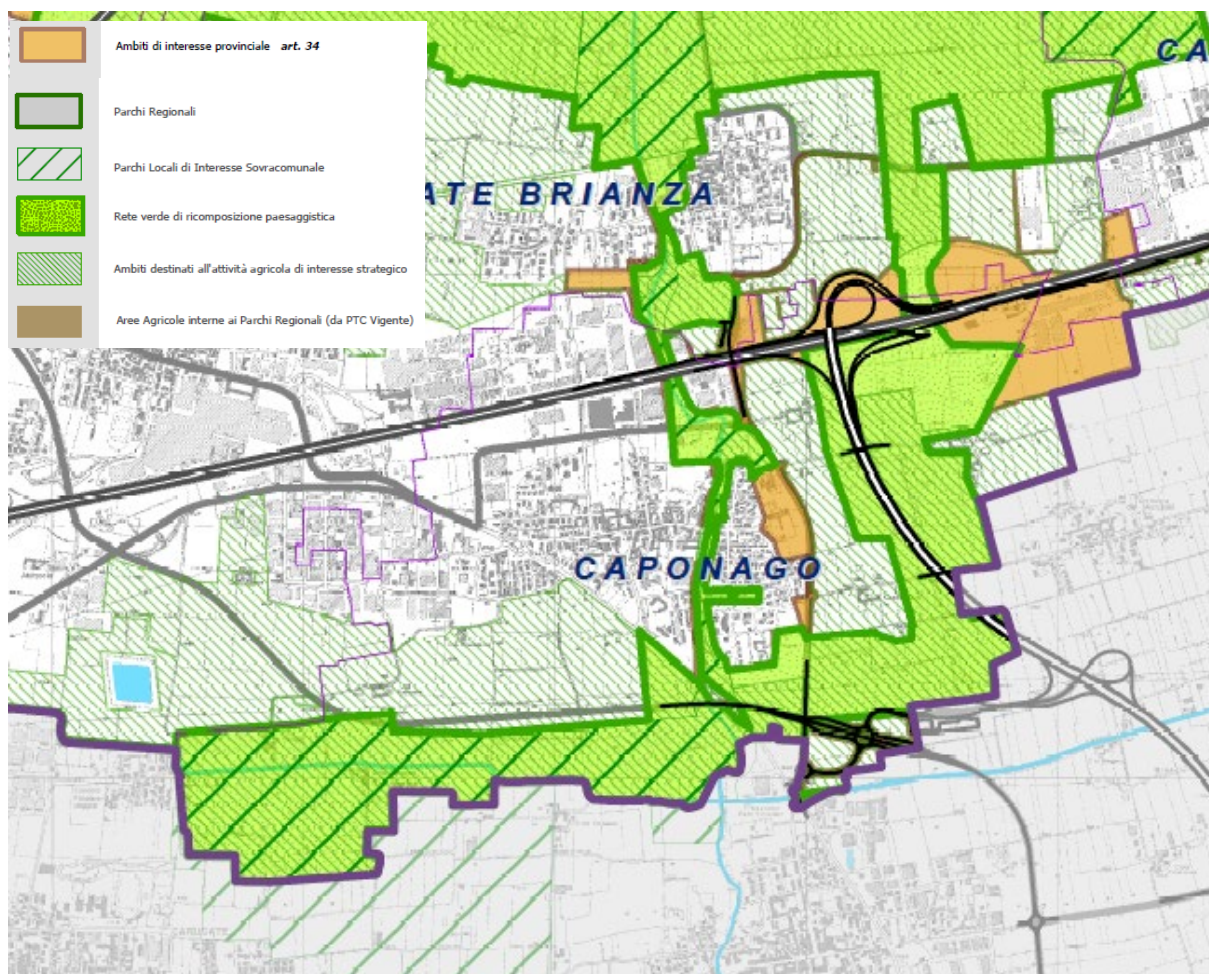 Ambiti di interesse provinciale art. 34
Parchi Regionali
Parchi Locali di Interesse Sovracomunale
Rete verde di ricomposizione paesaggistica
Ambiti destinati all'attività agricola di interesse strategico
Aree Agricole interne ai Parchi Regionali (da PTC Vigente)
CA
ATE BRIANZA
CAPONAGO
CARUGATE